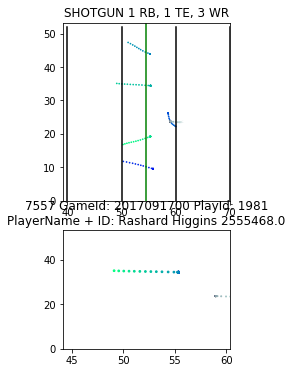 SHOTGUN 1 RB, 1 TE, 3 WR
50
40
30
20
10
0
40 50 60 70
7557 GameId: 2017091700 PlayId: 1981
PlayerName + ID: Rashard Higgins 2555468.0
40
20
0
45 50 55 60